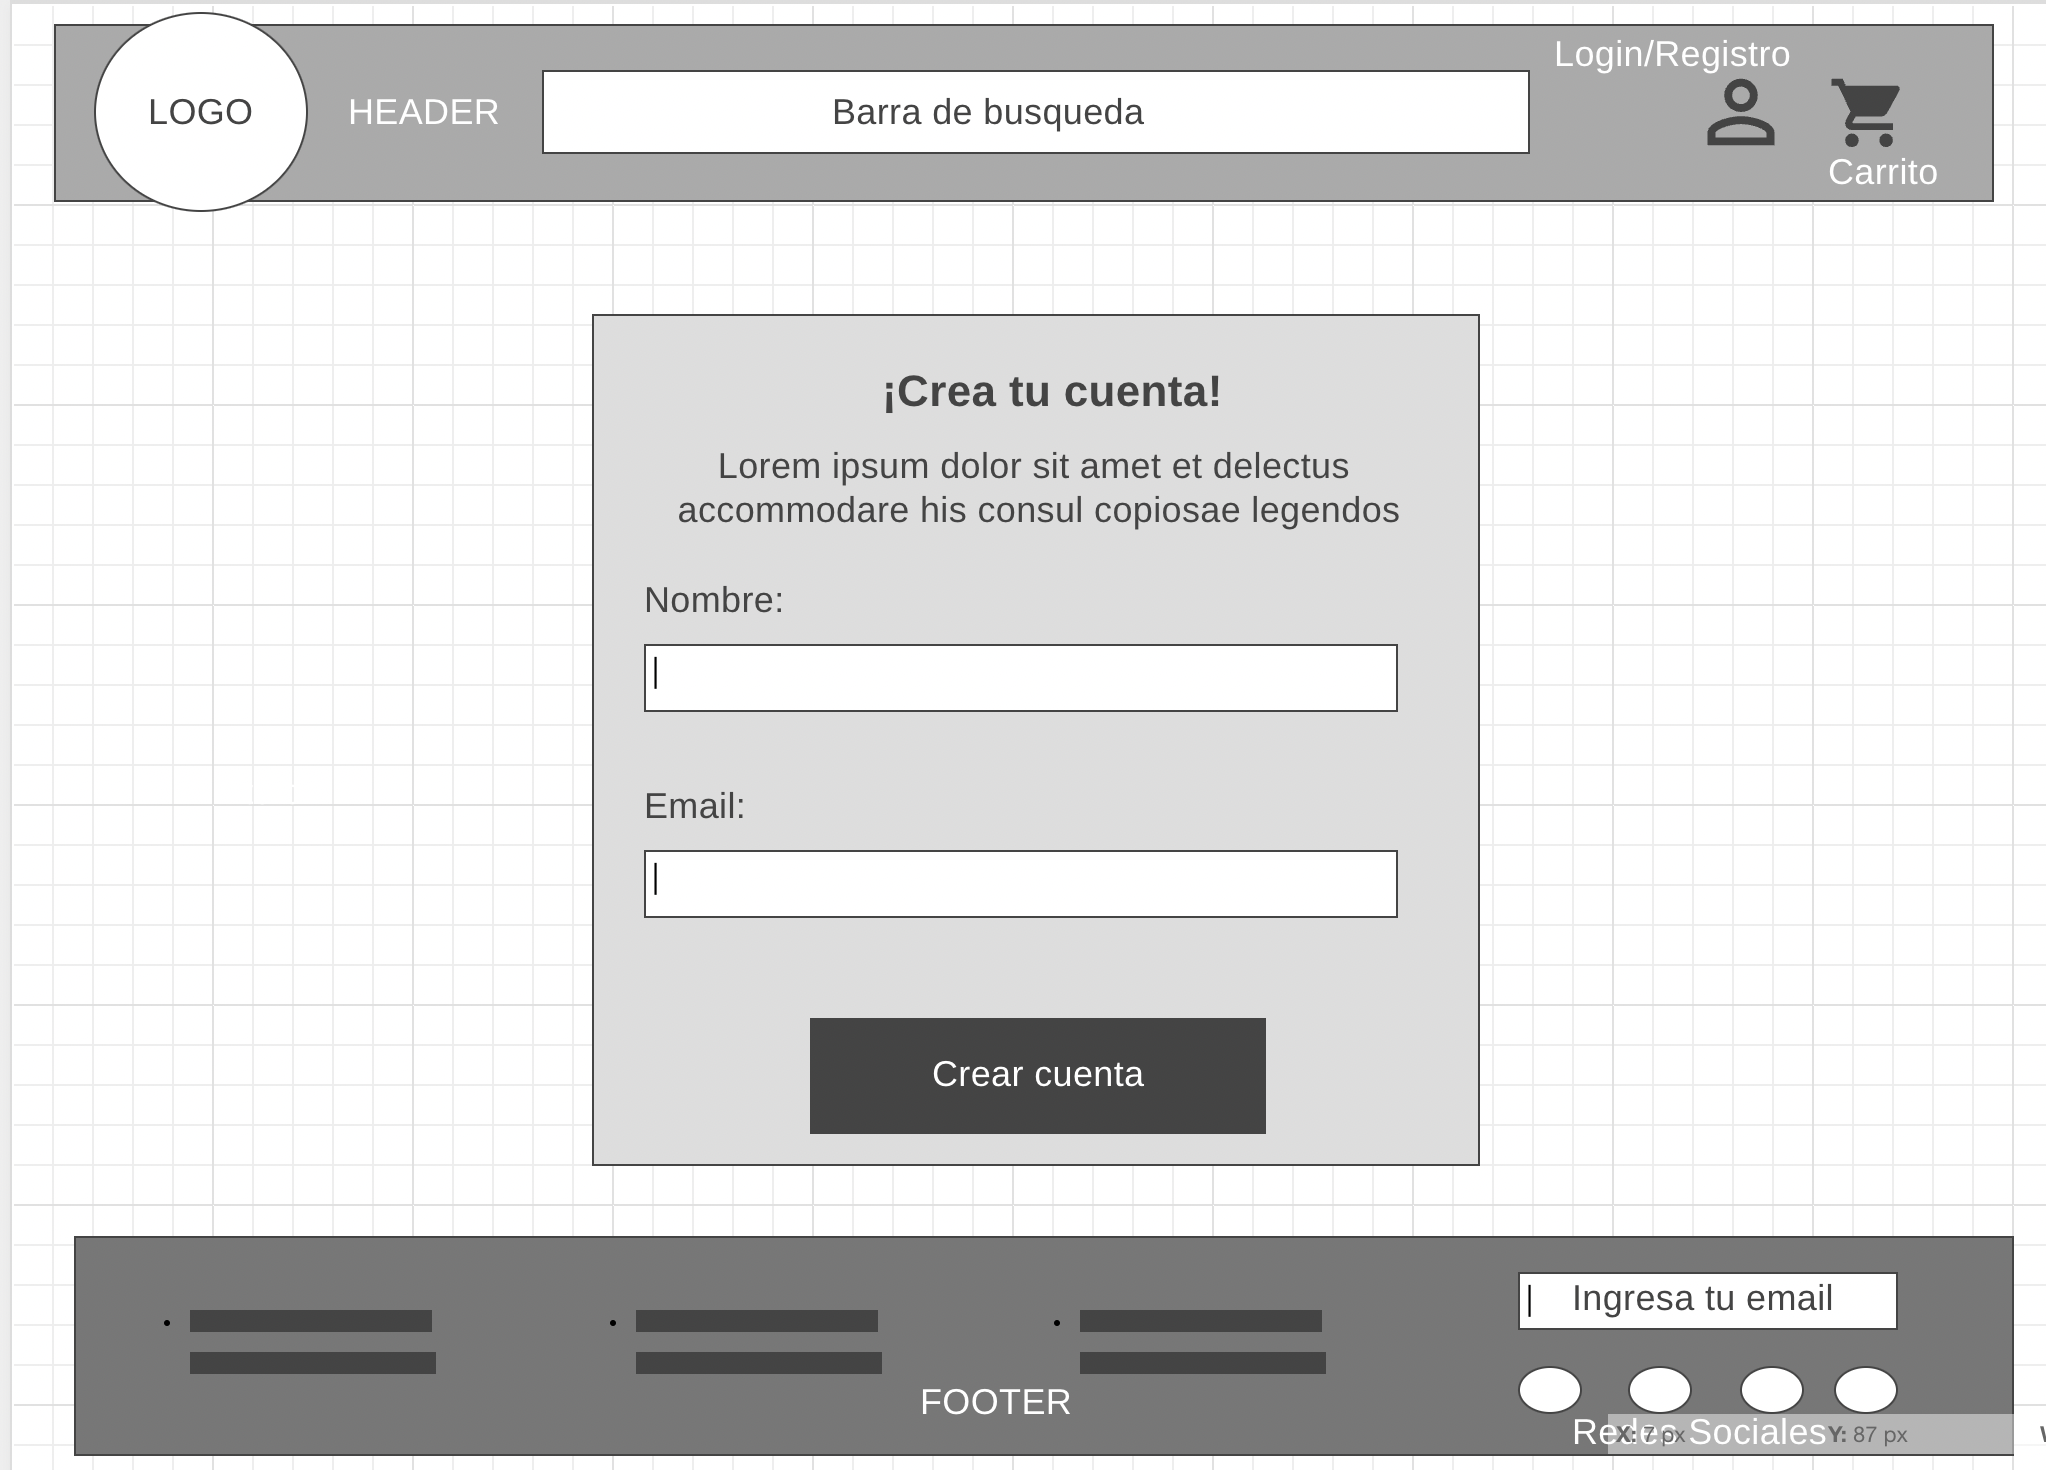 Login/Registro
LOGO
HEADER
Barra de busqueda
Carrito
¡Crea tu cuenta!
Lorem ipsum dolor sit amet et delectus
accommodare his consul copiosae legendos
Nombre:
Email:
Crear cuenta
Ingresa tu email
FOOTER
Redes Sociales
X: 7 px Y: 87 px